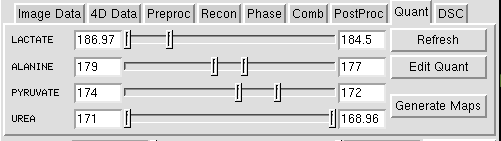 Image Data 4D Data Preproc Recon Phase Comb PostProc Quant DSC
LACTATE 186.97 184.5 Refresh
ALANINE 179 177 Edit Quant
PYRUVATE 174 172
Generate Maps
UREA 171 168.96